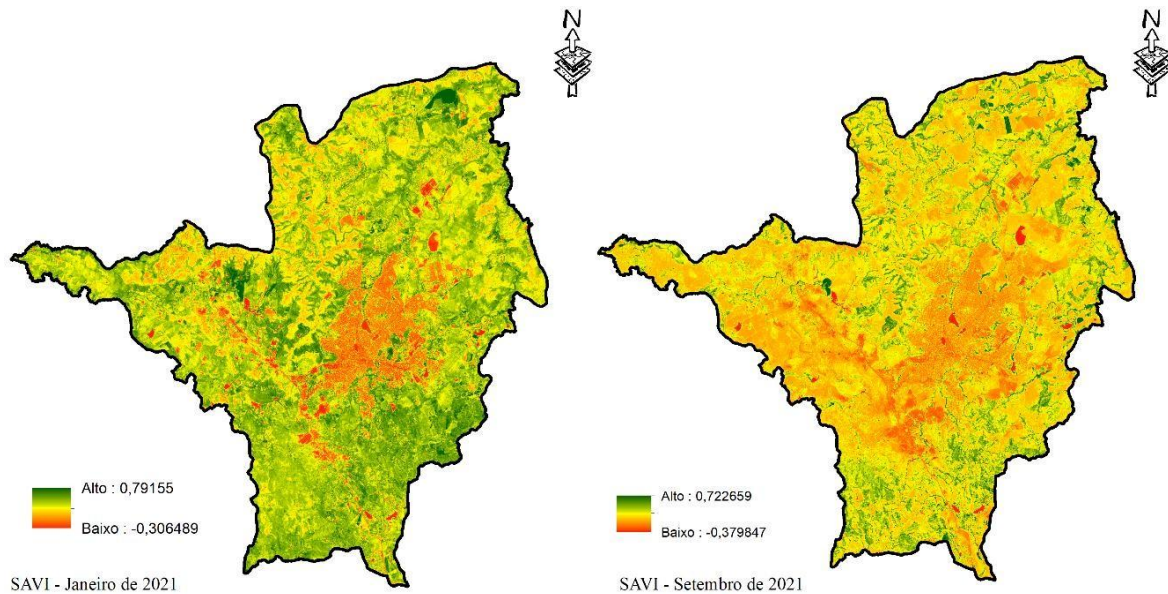 N
Alto : 0,79155
Baixo : -0,306489
SAVI - Janeiro de 2021
N
Alto : 0,722659
Baixo : -0,379847
SAVI - Setembro de 2021